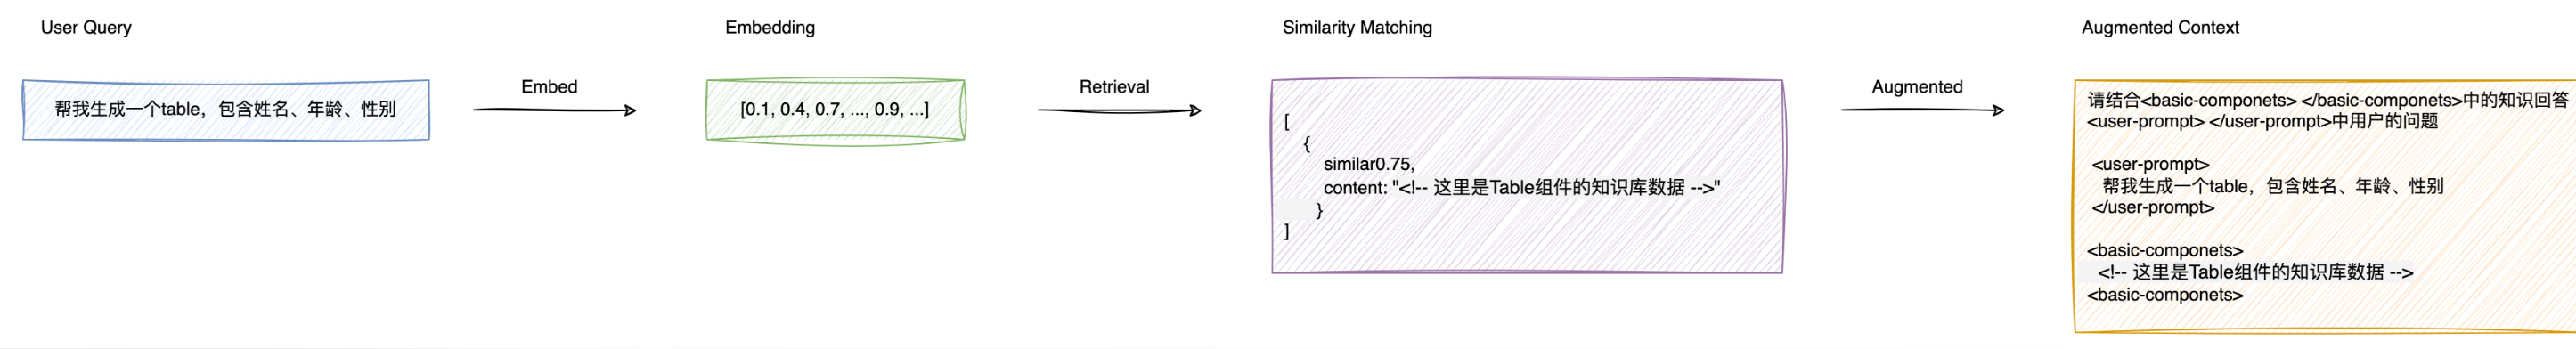 User Query
帮我生成一个table，包含姓名、年龄、性别
Embed
Embedding
[0.1, 0.4, 0.7, ..., 0.9, ...]
Retrieval
Similarity Matching
[
{
similar0.75,
content: "<!-- 这里是Table组件的知识库数据 -->"
}
]
Augmented
Augmented Context
请结合<basic-componets> </basic-componets>中的知识回答
<user-prompt> </user-prompt>中用户的问题
<user-prompt>
帮我生成一个table，包含姓名、年龄、性别
</user-prompt>
<basic-componets>
<!-- 这里是Table组件的知识库数据 -->
<basic-componets>